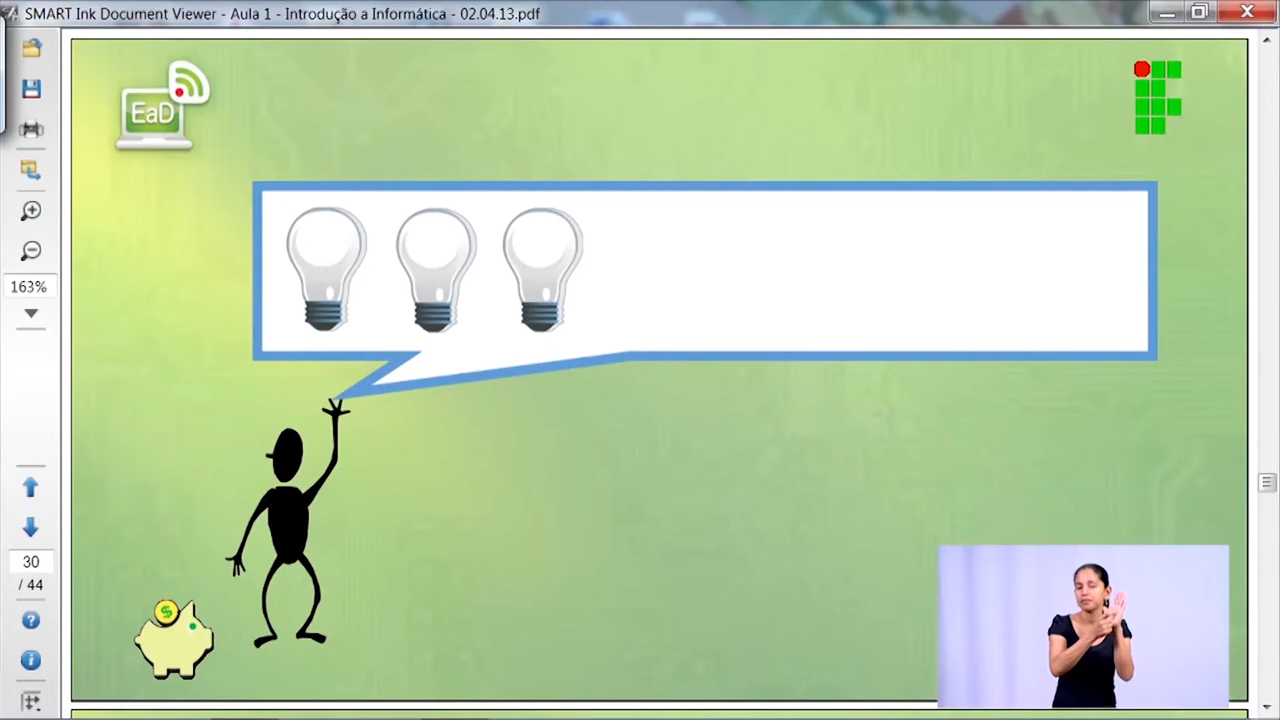 SMART Ink Document Viewer - Aula 1 - Introdução a Informática - 02.04.13.pdf
EaD
163%
$
30
/ 44